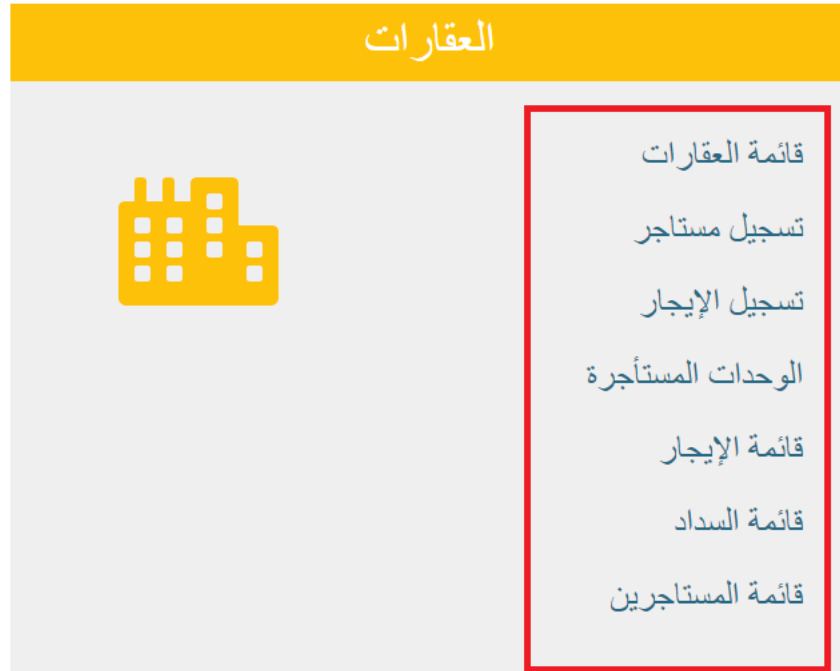 العقارات
قائمة العقارات
تسجيل مستاجر
تسجيل الإيجار
الوحدات المستأجرة
قائمة الإيجار
قائمة السداد
قائمة المستاجرين